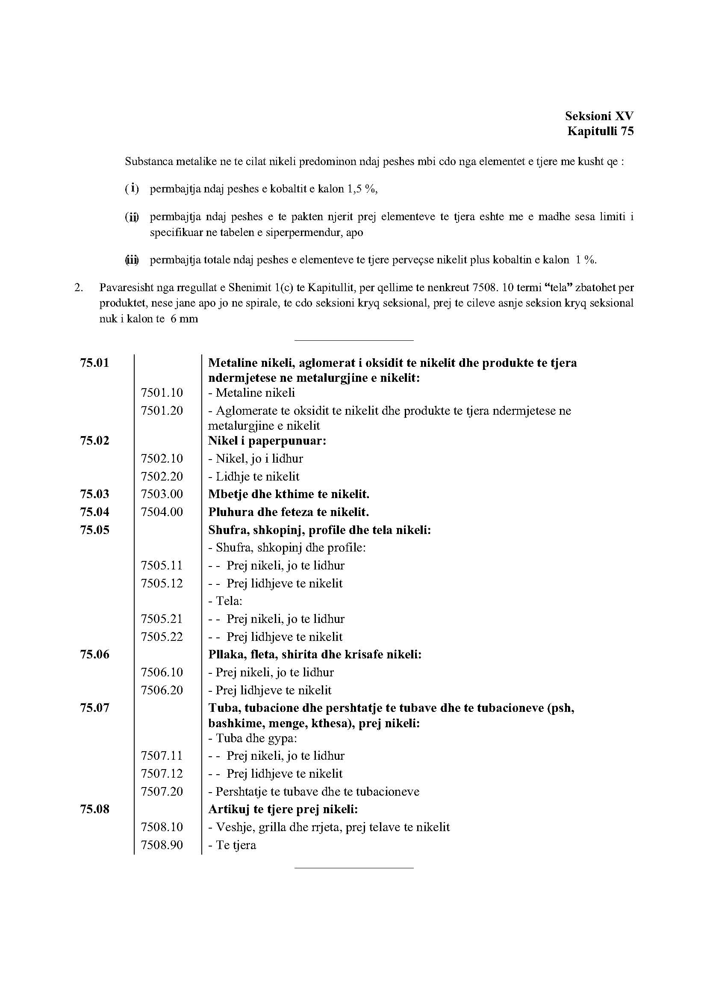 Seksioni XV
Kapitulli 75
Substanca metalike ne te cilat nikeli predominon ndaj peshes mbi cdo nga elementet e tjere me kusht qe :
(i) permbajtja ndaj peshes e kobaltit e kalon 1,5 %,
(ii) permbajtja ndaj peshes e te pakten njerit prej elementeve te tjera eshte me e madhe sesa limiti i
specifikuar ne tabelen e siperpermendur, apo
(iii) permbajtja totale ndaj peshes e elementeve te tjere perveçse nikelit plus kobaltin e kalon 1 %.
2. Pavaresisht nga rregullat e Shenimit 1(c) te Kapitullit, per qellime te nenkreut 7508. 10 termi “tela” zbatohet per
produktet, nese jane apo jo ne spirale, te cdo seksioni kryq seksional, prej te cileve asnje seksion kryq seksional
nuk i kalon te 6 mm
75.01 Metaline nikeli, aglomerat i oksidit te nikelit dhe produkte te tjera
ndermjetese ne metalurgjine e nikelit:
7501.10 - Metaline nikeli
7501.20 - Aglomerate te oksidit te nikelit dhe produkte te tjera ndermjetese ne
metalurgjine e nikelit
75.02 Nikel i paperpunuar:
7502.10 - Nikel, jo i lidhur
7502.20 - Lidhje te nikelit
75.03 7503.00 Mbetje dhe kthime te nikelit.
75.04 7504.00 Pluhura dhe feteza te nikelit.
75.05 Shufra, shkopinj, profile dhe tela nikeli:
- Shufra, shkopinj dhe profile:
7505.11 - - Prej nikeli, jo te lidhur
7505.12 - - Prej lidhjeve te nikelit
- Tela:
7505.21 - - Prej nikeli, jo te lidhur
7505.22 - - Prej lidhjeve te nikelit
75.06 Pllaka, fleta, shirita dhe krisafe nikeli:
7506.10 - Prej nikeli, jo te lidhur
7506.20 - Prej lidhjeve te nikelit
75.07 Tuba, tubacione dhe pershtatje te tubave dhe te tubacioneve (psh,
bashkime, menge, kthesa), prej nikeli:
- Tuba dhe gypa:
7507.11 - - Prej nikeli, jo te lidhur
7507.12 - - Prej lidhjeve te nikelit
7507.20 - Pershtatje te tubave dhe te tubacioneve
75.08 Artikuj te tjere prej nikeli:
7508.10 - Veshje, grilla dhe rrjeta, prej telave te nikelit
7508.90 - Te tjera